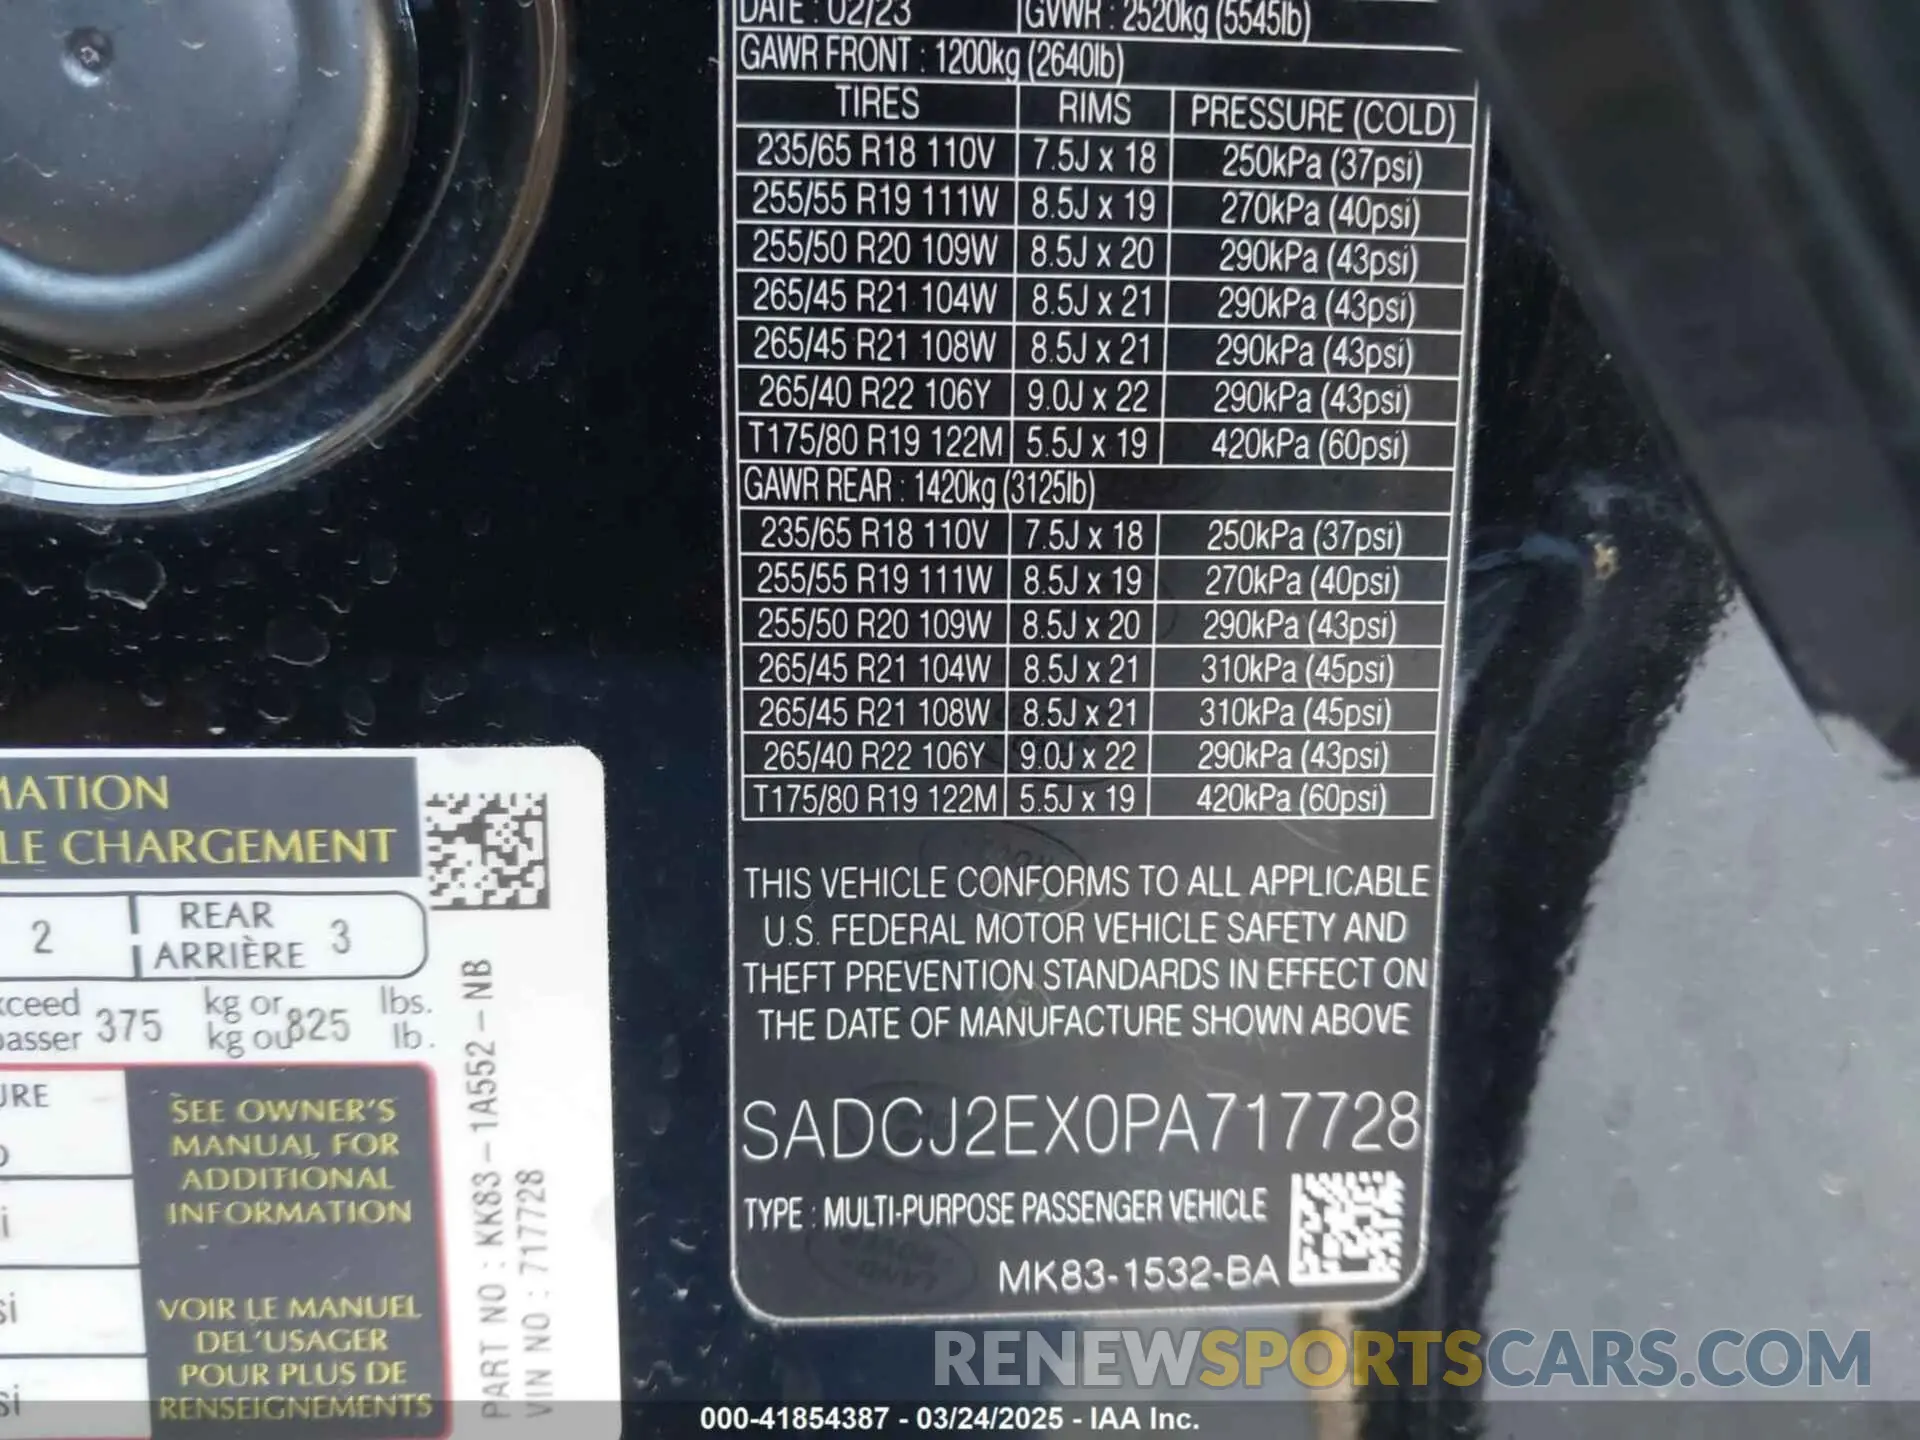 DATE : 02/23 GVWR : 2520kg (5545lb)
GAWR FRONT : 1200kg (2640lb)
TIRES RIMS PRESSURE (COLD)
235/65 R18 110V 7.5J x 18 250kPa (37psi)
255/55 R19 111W 8.5J x 19 270kPa (40psi)
255/50 R20 109W 8.5J x 20 290kPa (43psi)
265/45 R21 104W 8.5J x 21 290kPa (43psi)
265/45 R21 108W 8.5J x 21 290kPa (43psi)
265/40 R22 106Y 9.0J x 22 290kPa (43psi)
T175/80 R19 122M 5.5J x 19 420kPa (60psi)
GAWR REAR : 1420kg (3125lb)
235/65 R18 110V 7.5J x 18 250kPa (37psi)
255/55 R19 111W 8.5J x 19 270kPa (40psi)
255/50 R20 109W 8.5J x 20 290kPa (43psi)
265/45 R21 104W 8.5J x 21 310kPa (45psi)
265/45 R21 108W 8.5J x 21 310kPa (45psi)
265/40 R22 106Y 9.0J x 22 290kPa (43psi)
T175/80 R19 122M 5.5J x 19 420kPa (60psi)
THIS VEHICLE CONFORMS TO ALL APPLICABLE
U.S. FEDERAL MOTOR VEHICLE SAFETY AND
THEFT PREVENTION STANDARDS IN EFFECT ON
THE DATE OF MANUFACTURE SHOWN ABOVE
SADCJ2EX0PA717728
TYPE : MULTI-PURPOSE PASSENGER VEHICLE
MK83-1532-BA
MATION
LE CHARGEMENT
2 REAR
ARRIÈRE 3
xceed 375 kg or 825 lbs.
passer kg ou lb.
URE
SEE OWNER'S
MANUAL FOR
ADDITIONAL
INFORMATION
VOIR LE MANUEL
DEL'USAGER
POUR PLUS DE
RENSEIGNEMENTS
PART NO : KK83-1A552-NB
VIN NO : 717728
RENEWSPORTSCARS.COM
000-41854387 - 03/24/2025 - IAA Inc.